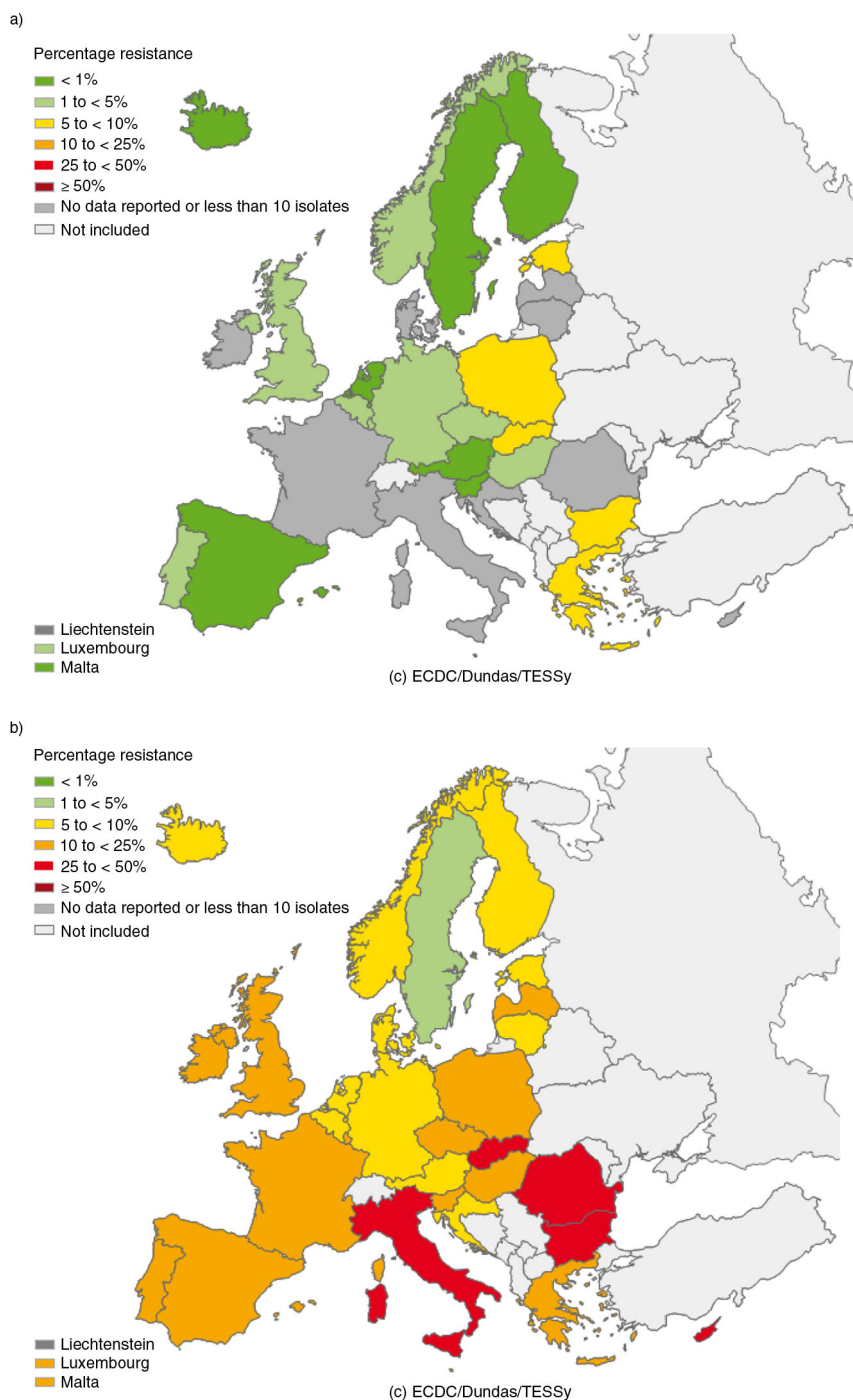 a)
Percentage resistance
< 1%
1 to < 5%
5 to < 10%
10 to < 25%
25 to < 50%
≥ 50%
No data reported or less than 10 isolates
Not included
Liechtenstein
Luxembourg
Malta
(c) ECDC/Dundas/TESSy
b)
Percentage resistance
< 1%
1 to < 5%
5 to < 10%
10 to < 25%
25 to < 50%
≥ 50%
No data reported or less than 10 isolates
Not included
Liechtenstein
Luxembourg
Malta
(c) ECDC/Dundas/TESSy